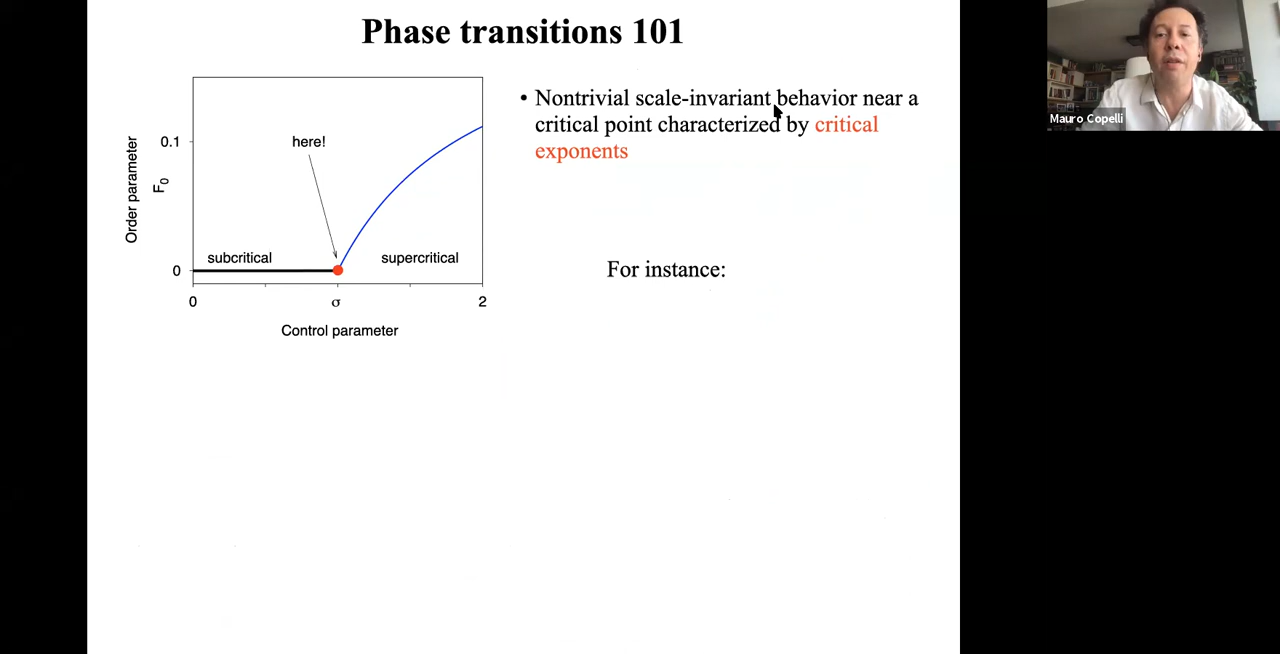 Phase transitions 101
Order parameter
F0
0.1
0
here!
subcritical
supercritical
0
σ
2
Control parameter
• Nontrivial scale-invariant behavior near a
critical point characterized by critical
exponents
For instance:
Mauro Copelli